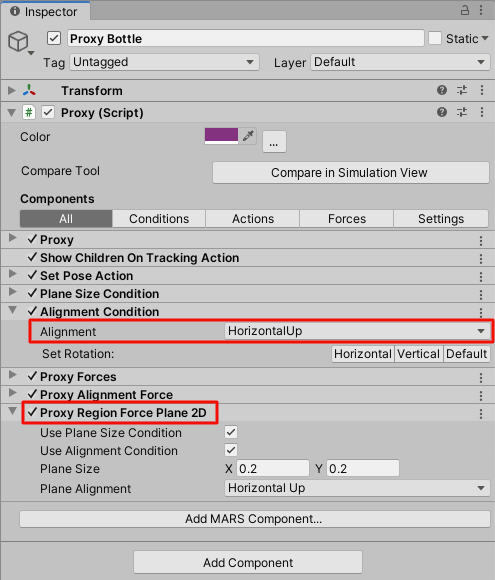 Inspector
Proxy Bottle Static
Tag Untagged Layer Default
Transform
# Proxy (Script)
Color ...
Compare Tool Compare in Simulation View
Components
All Conditions Actions Forces Settings
Proxy
Show Children On Tracking Action
Set Pose Action
Plane Size Condition
Alignment Condition
Alignment HorizontalUp
Set Rotation: Horizontal Vertical Default
Proxy Forces
Proxy Alignment Force
Proxy Region Force Plane 2D
Use Plane Size Condition
Use Alignment Condition
Plane Size X 0.2 Y 0.2
Plane Alignment Horizontal Up
Add MARS Component...
Add Component